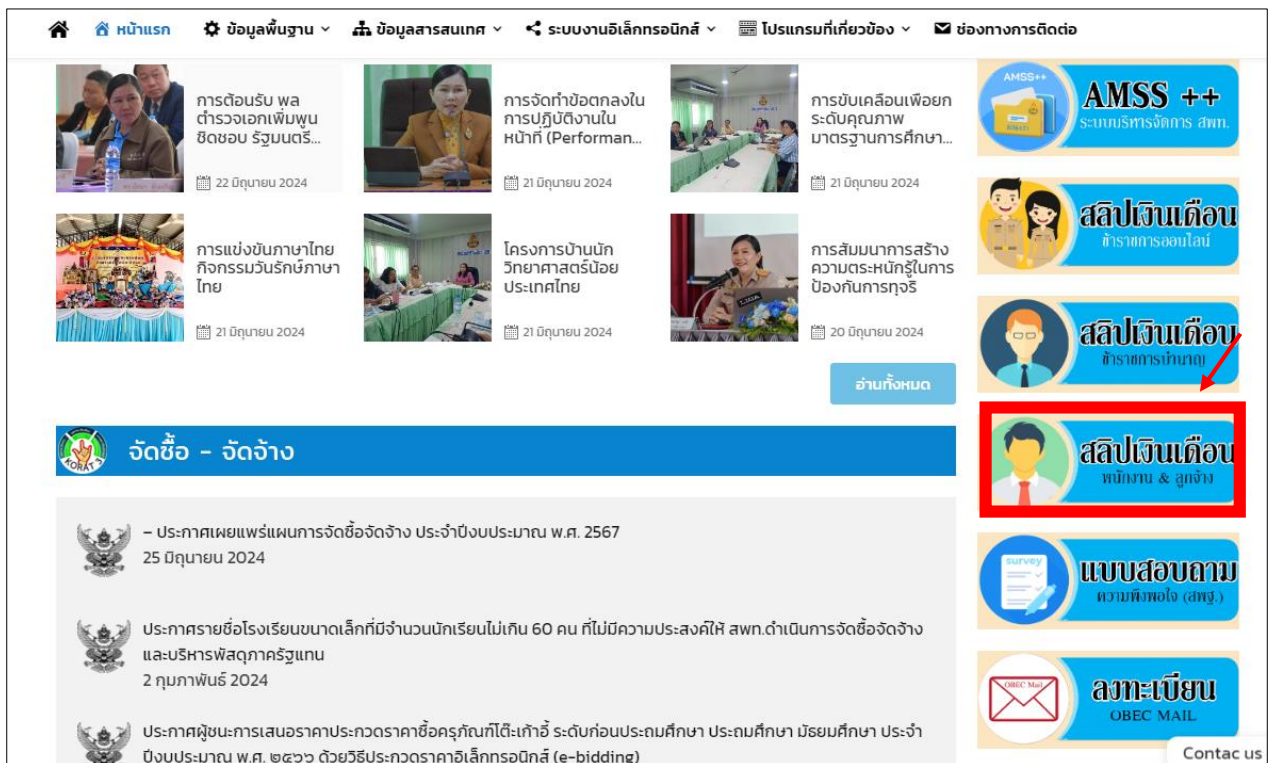 หน้าแรก
ข้อมูลพื้นฐาน
ข้อมูลสารสนเทศ
ระบบงานอิเล็กทรอนิกส์
โปรแกรมที่เกี่ยวข้อง
ช่องทางการติดต่อ
การต้อนรับ พล
ตำรวจเอกเพิ่มพูน
ชิดชอบ รัฐมนตรี...
22 มิถุนายน 2024
การจัดทำข้อตกลงใน
การปฏิบัติงานใน
หน้าที่ (Performan...
21 มิถุนายน 2024
การขับเคลือนเพือยก
ระดับคุณภาพ
มาตรฐานการศึกษา...
21 มิถุนายน 2024
การแข่งขันภาษาไทย
กิจกรรมวันรักษ์ภาษา
ไทย
21 มิถุนายน 2024
โครงการบ้านนัก
วิทยาศาสตร์น้อย
ประเทศไทย
21 มิถุนายน 2024
การสัมมนาการสร้าง
ความตระหนักรู้ในการ
ป้องกันการทุจริ
20 มิถุนายน 2024
อ่านทั้งหมด
KORAT 3
จัดซื้อ - จัดจ้าง
– ประกาศเผยแพร่แผนการจัดซื้อจัดจ้าง ประจำปีงบประมาณ พ.ศ. 2567
25 มิถุนายน 2024
ประกาศรายชื่อโรงเรียนขนาดเล็กที่มีจำนวนนักเรียนไม่เกิน 60 คน ที่ไม่มีความประสงค์ให้ สพท.ดำเนินการจัดซื้อจัดจ้าง
และบริหารพัสดุภาครัฐแทน
2 กุมภาพันธ์ 2024
ประกาศผู้ชนะการเสนอราคาประกวดราคาซื้อครุภัณฑ์โต๊ะเก้าอี้ ระดับก่อนประถมศึกษา ประถมศึกษา มัธยมศึกษา ประจำ
ปีงบประมาณ พ.ศ. ๒๕๖๖ ด้วยวิธีประกวดราคาอิเล็กทรอนิกส์ (e-bidding)
AMSS++
AMSS ++
ระบบบริหารจัดการ สพท.
สลิปเงินเดือน
ข้าราชการออนไลน์
สลิปเงินเดือน
ข้าราชการบำนาญ
สลิปเงินเดือน
พนักงาน & ลูกจ้าง
survey
แบบสอบถาม
ความพึงพอใจ (สพฐ.)
OBEC Mail
ลงทะเบียน
OBEC MAIL
Contac us